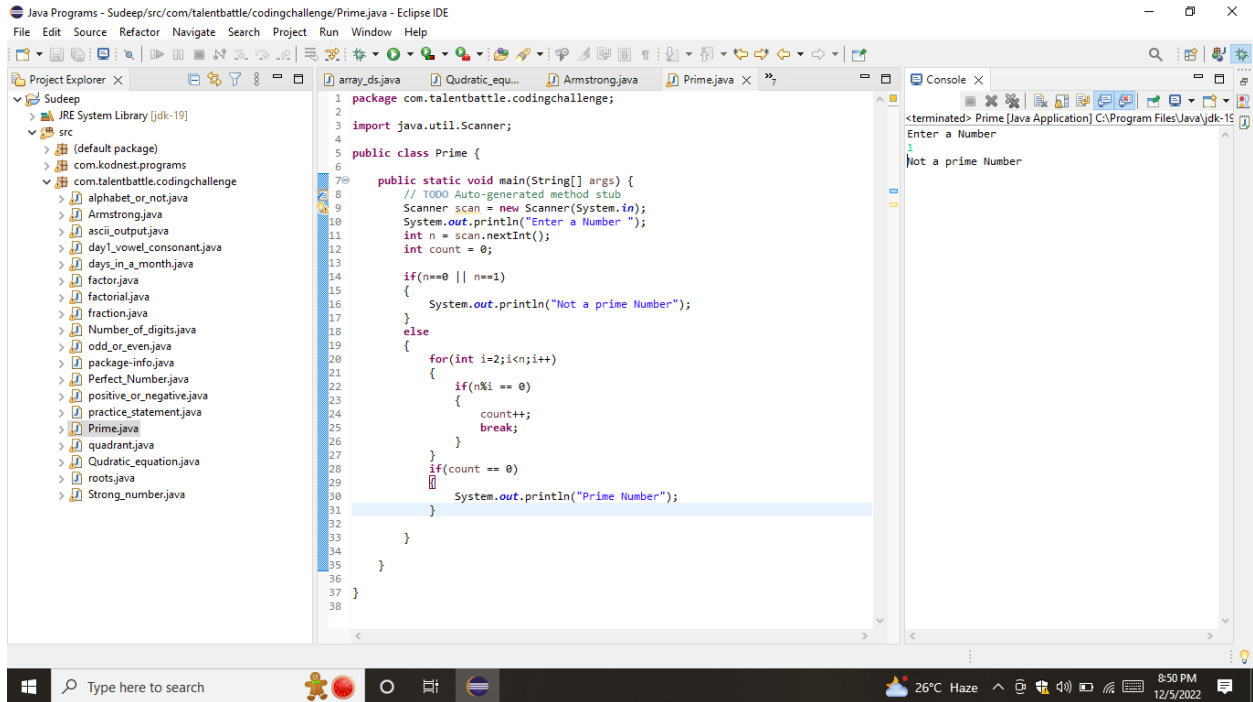 Java Programs - Sudeep/src/com/talentbattle/codingchallenge/Prime.java - Eclipse IDE
File Edit Source Refactor Navigate Search Project Run Window Help
Project Explorer
Sudeep
JRE System Library [jdk-19]
src
(default package)
com.kodnest.programs
com.talentbattle.codingchallenge
alphabet_or_not.java
Armstrong.java
ascii_output.java
day1_vowel_consonant.java
days_in_a_month.java
factor.java
factorial.java
fraction.java
Number_of_digits.java
odd_or_even.java
package-info.java
Perfect_Number.java
positive_or_negative.java
practice_statement.java
Prime.java
quadrant.java
Qudratic_equation.java
roots.java
Strong_number.java
array_ds.java Qudratic_equ... Armstrong.java Prime.java »7
1 package com.talentbattle.codingchallenge;
2
3 import java.util.Scanner;
4
5 public class Prime {
6
7 public static void main(String[] args) {
8 // TODO Auto-generated method stub
9 Scanner scan = new Scanner(System.in);
10 System.out.println("Enter a Number ");
11 int n = scan.nextInt();
12 int count = 0;
13
14 if(n==0 || n==1)
15 {
16 System.out.println("Not a prime Number");
17 }
18 else
19 {
20 for(int i=2;i<n;i++)
21 {
22 if(n%i == 0)
23 {
24 count++;
25 break;
26 }
27 }
28 if(count == 0)
29 {
30 System.out.println("Prime Number");
31 }
32
33 }
34
35 }
36
37 }
38
Console
<terminated> Prime [Java Application] C:\Program Files\Java\jdk-19
Enter a Number
1
Not a prime Number
Type here to search
26°C Haze
8:50 PM
12/5/2022